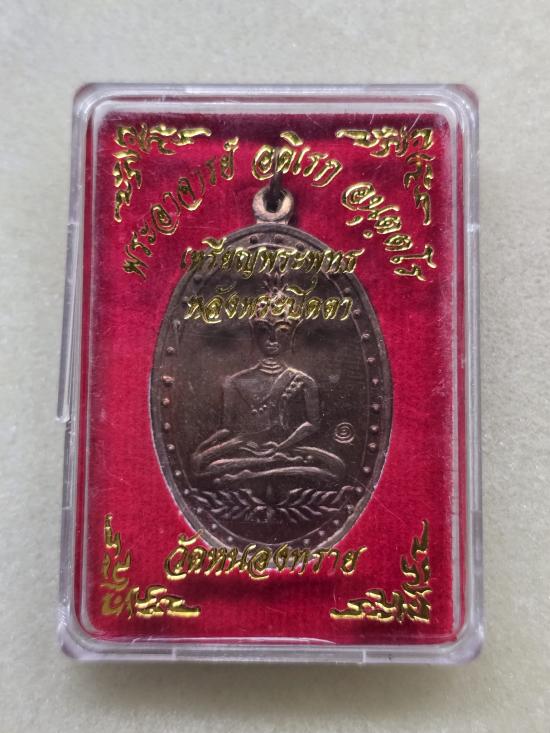 พระอาจารย์ อดิเรก อนุตฺตโร
เหรียญพระพุทธ
หลังพระปิดตา
วัดหนองทราย